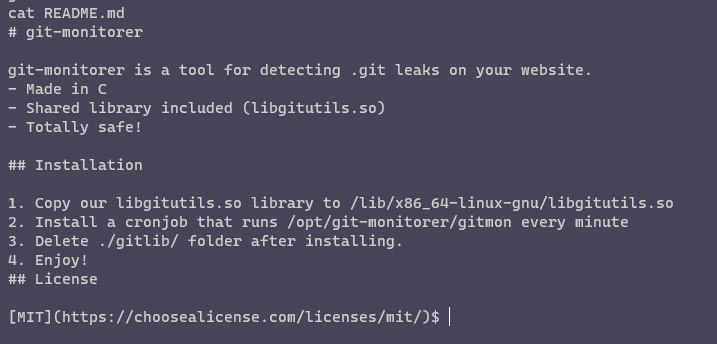 cat README.md
# git-monitorer
git-monitorer is a tool for detecting .git leaks on your website.
- Made in C
- Shared library included (libgitutils.so)
- Totally safe!
## Installation
1. Copy our libgitutils.so library to /lib/x86_64-linux-gnu/libgitutils.so
2. Install a cronjob that runs /opt/git-monitorer/gitmon every minute
3. Delete ./gitlib/ folder after installing.
4. Enjoy!
## License
[MIT](https://choosealicense.com/licenses/mit/)$